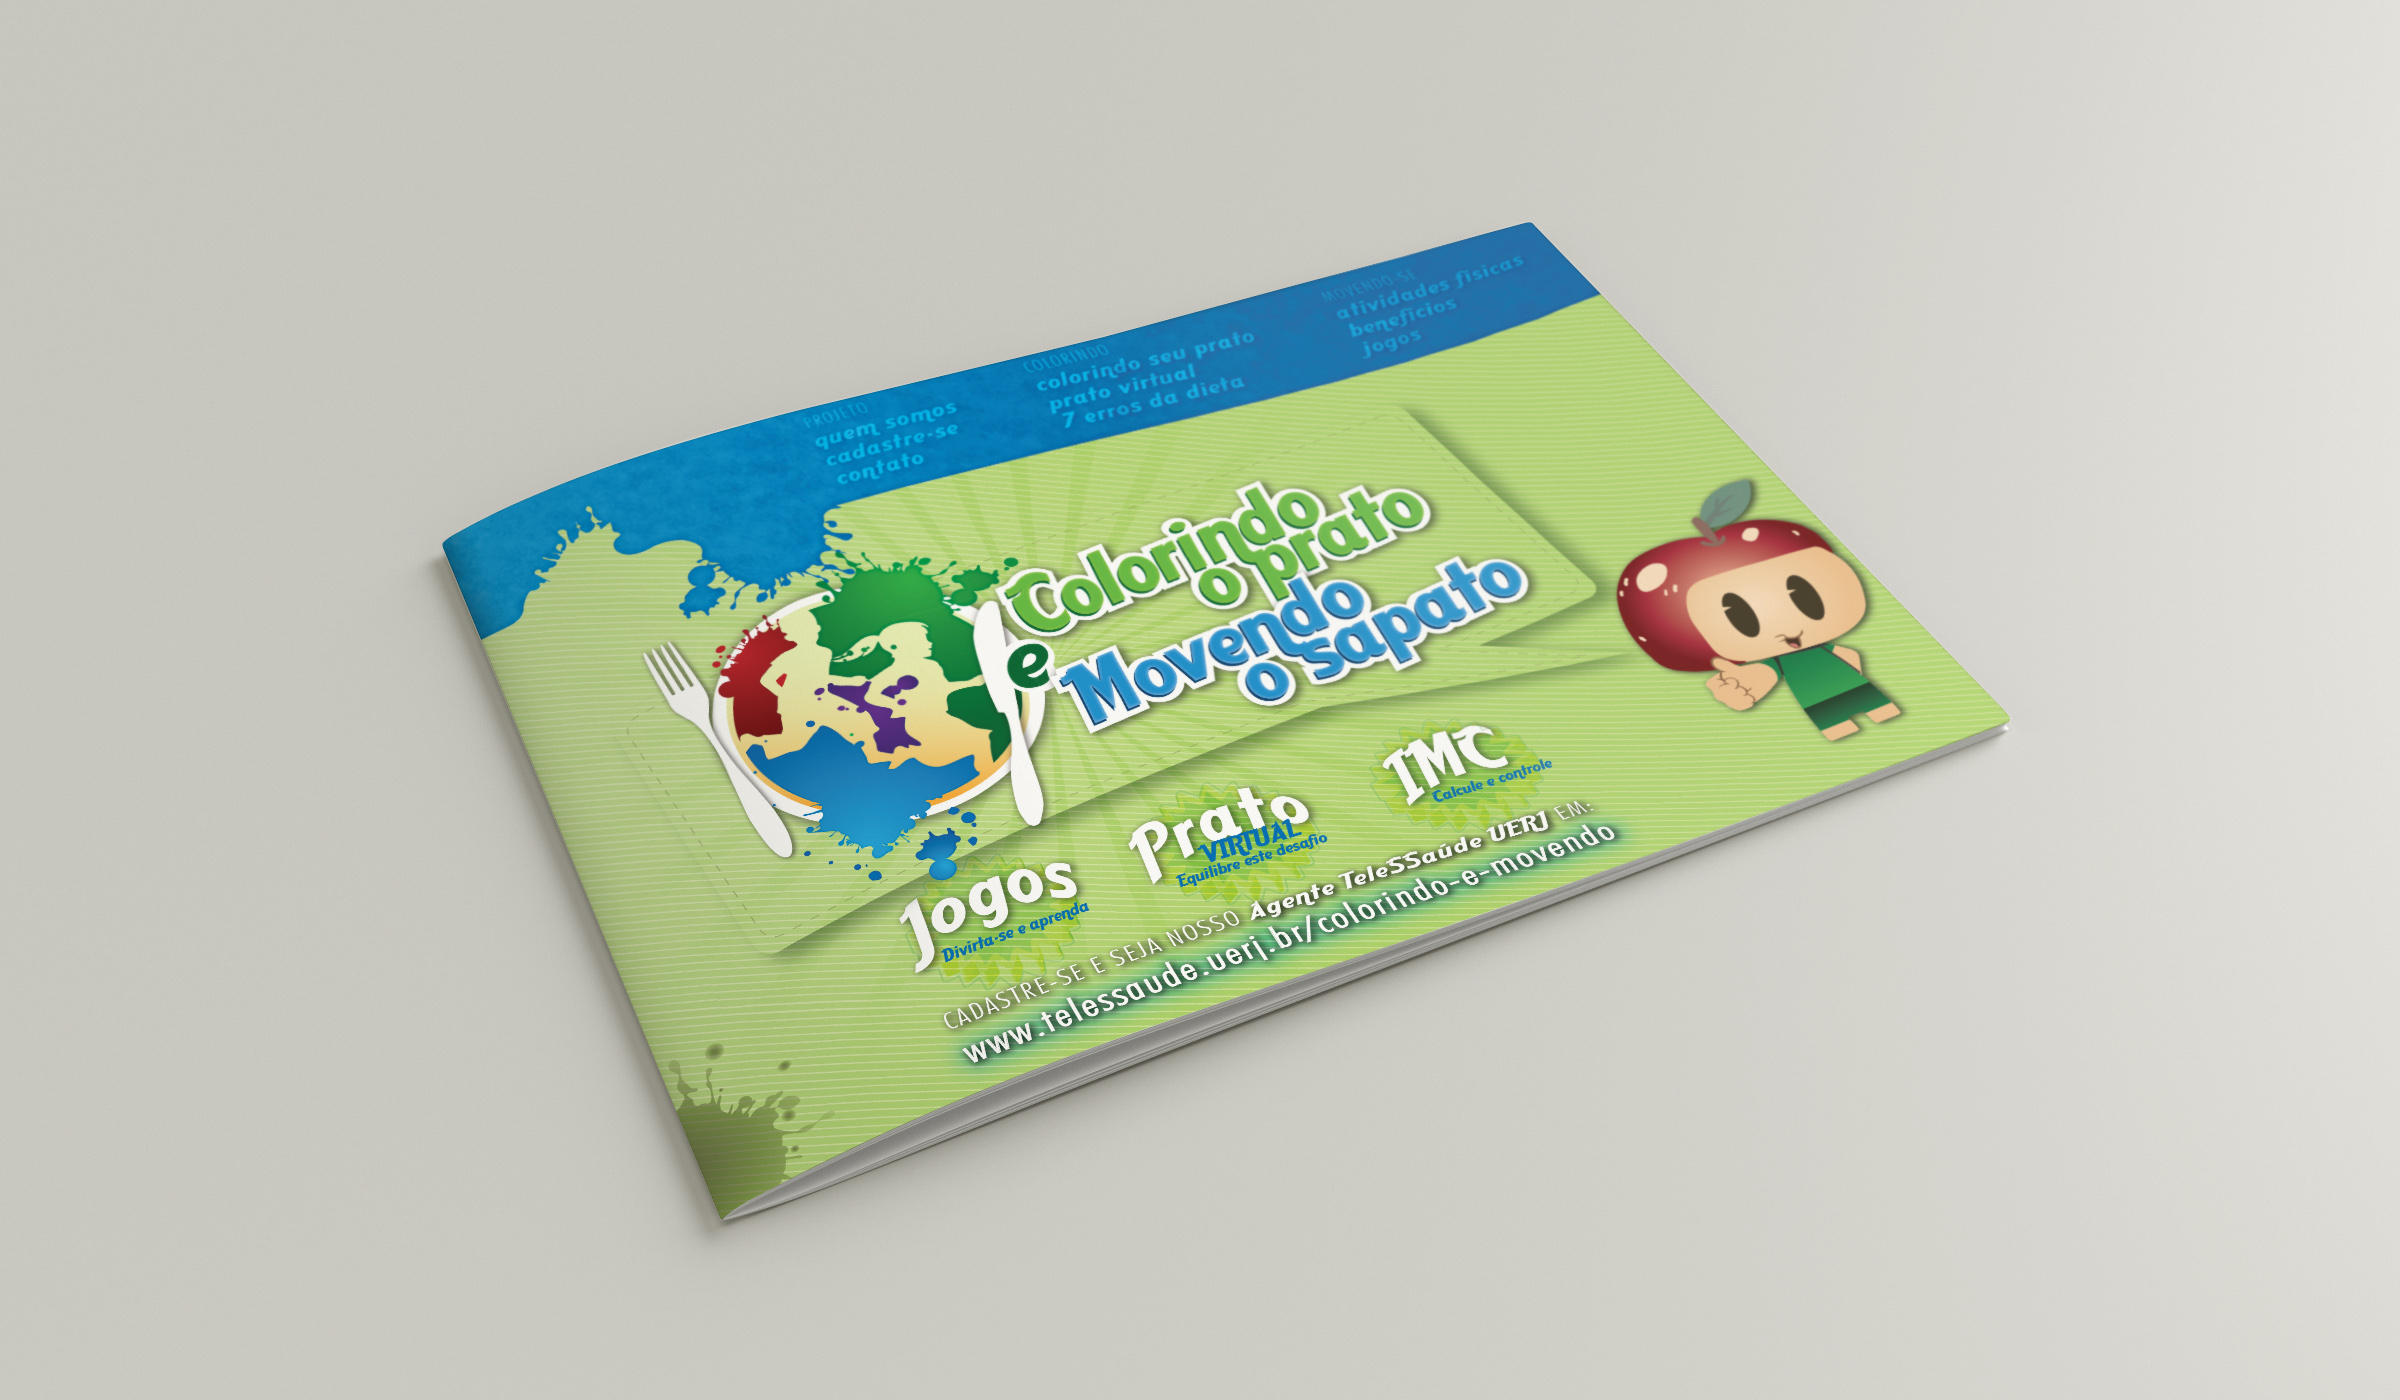 PROJETO
quem somos
cadastre-se
contato
COLORINDO
colorindo seu prato
prato virtual
7 erros da dieta
MOVENDO-SE
atividades físicas
benefícios
jogos
Colorindo
o prato
e Movendo
o sapato
Jogos
Divirta-se e aprenda
Prato
VIRTUAL
Equilibre este desafio
IMC
Calcule e controle
CADASTRE-SE E SEJA NOSSO Agente TeleSSaúde UERJ EM:
www.telessaude.uerj.br/colorindo-e-movendo